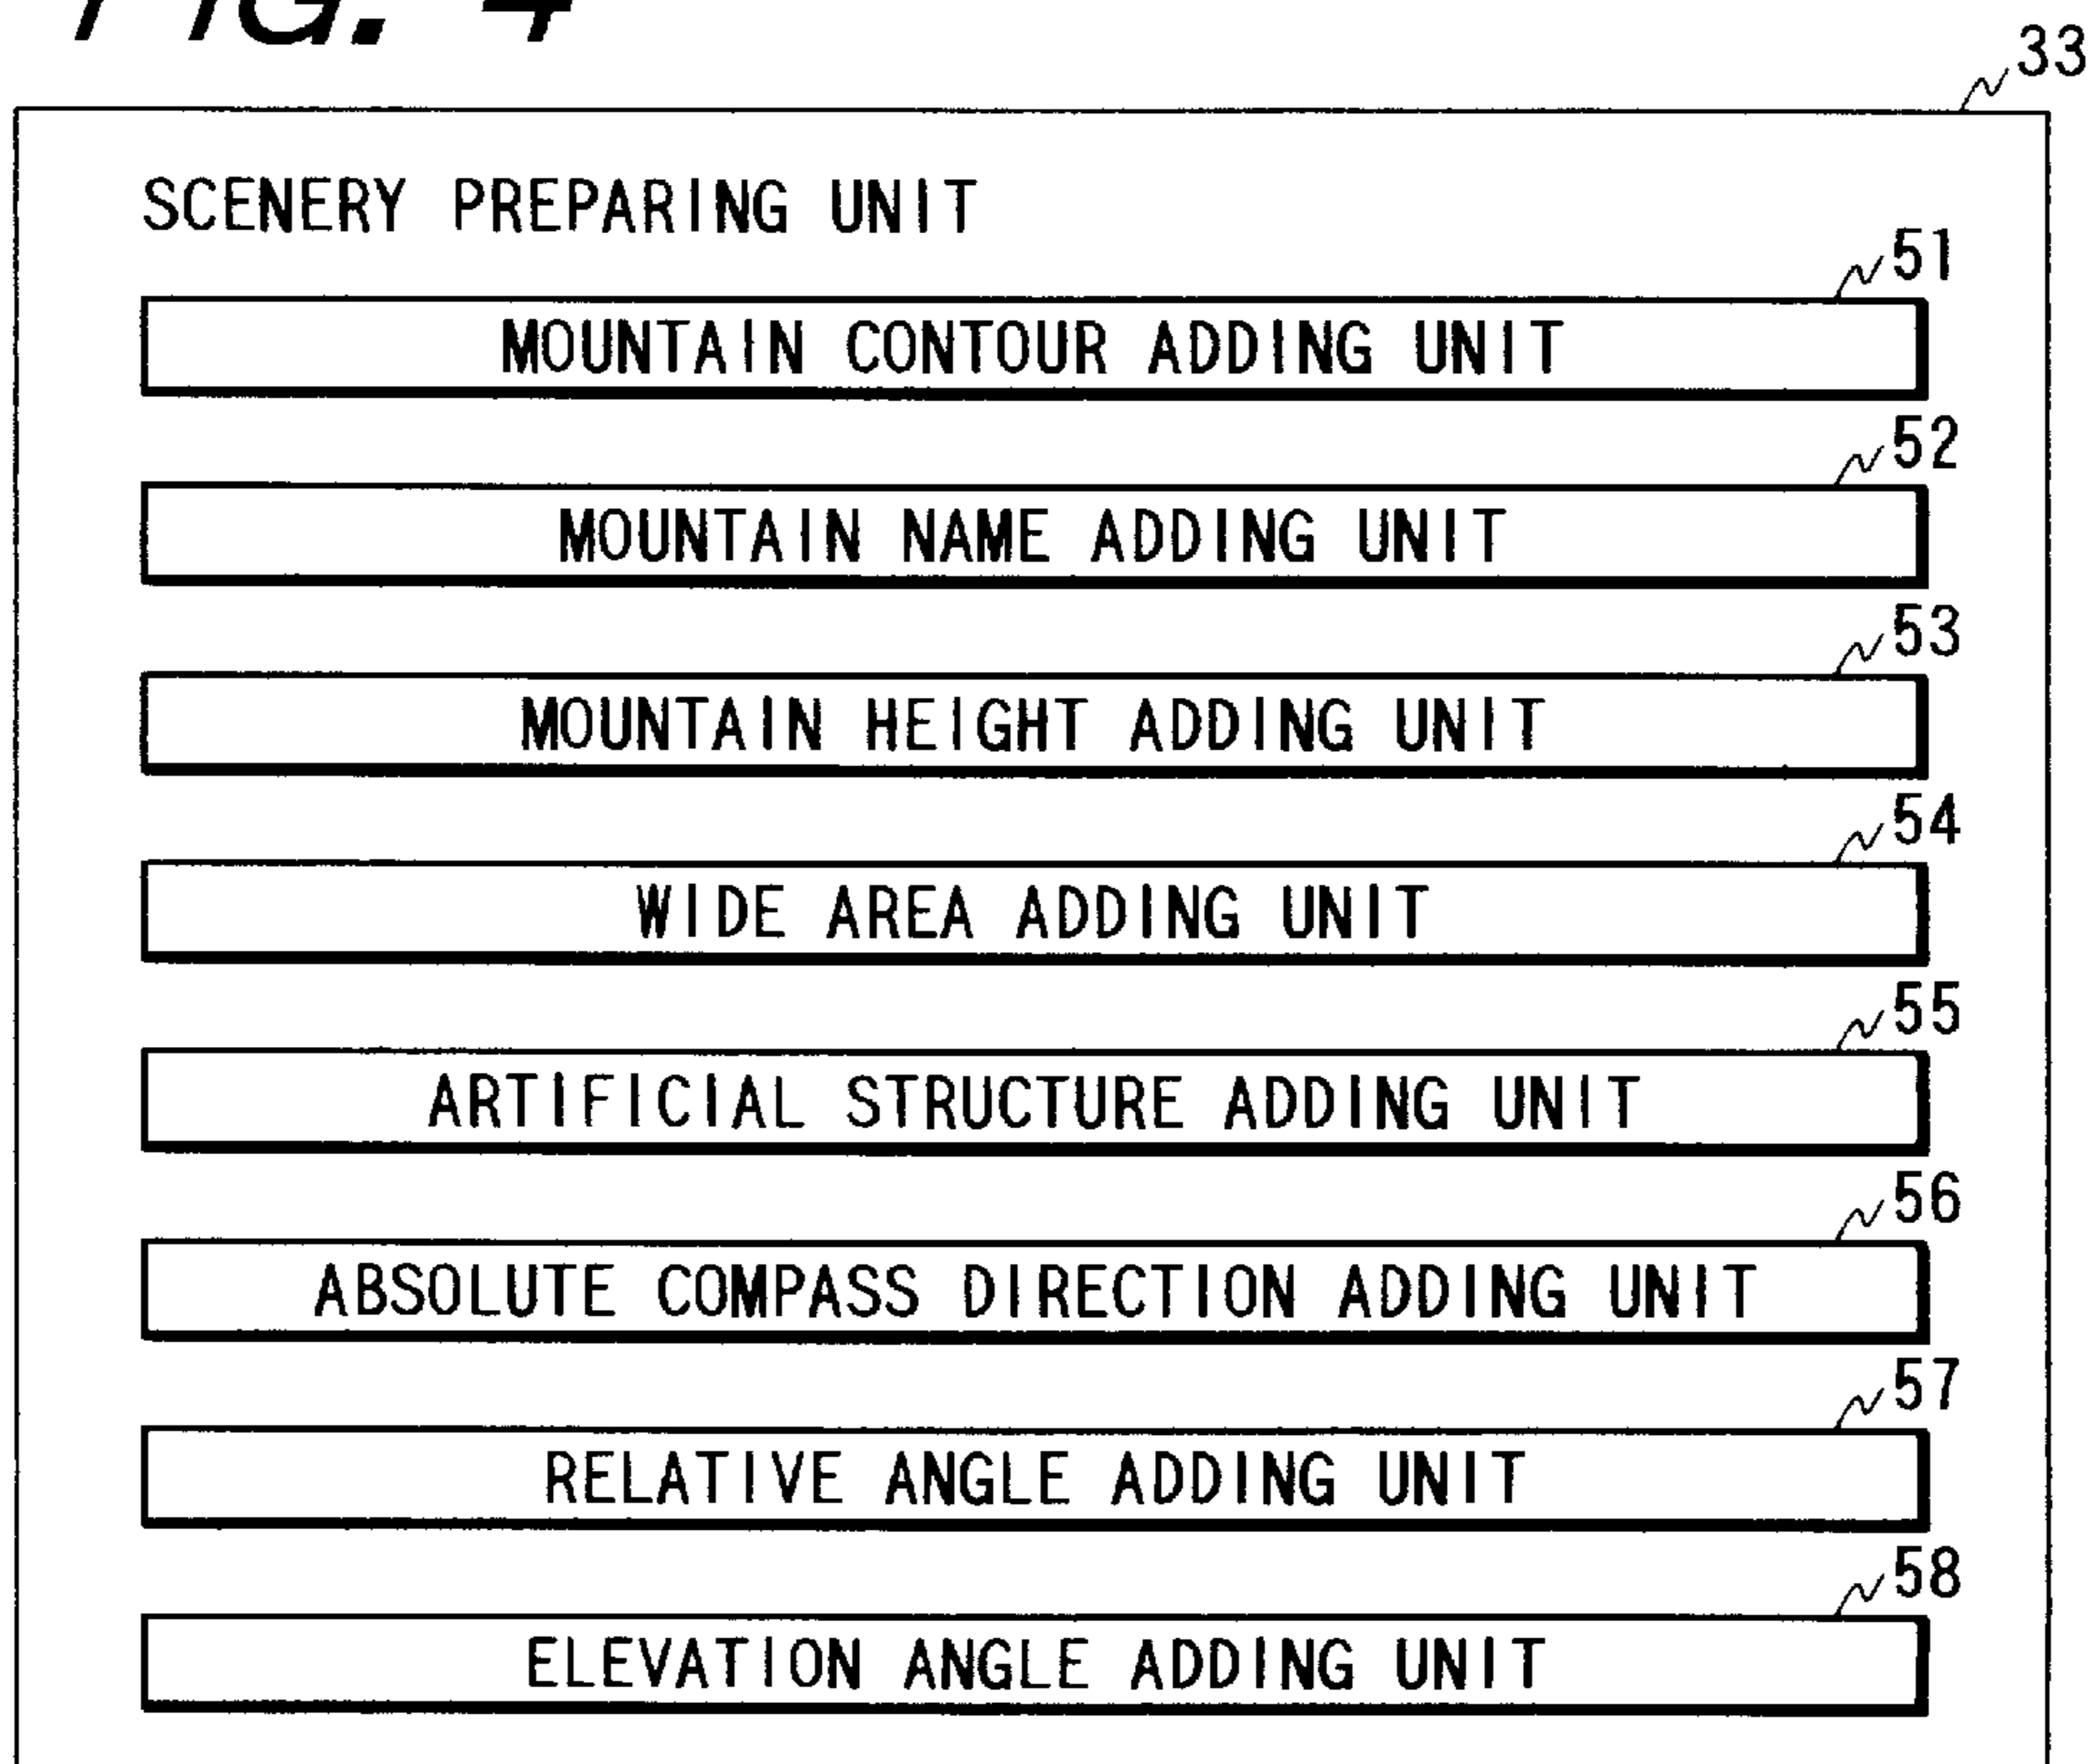 FIG. 4
33
SCENERY PREPARING UNIT
51
MOUNTAIN CONTOUR ADDING UNIT
52
MOUNTAIN NAME ADDING UNIT
53
MOUNTAIN HEIGHT ADDING UNIT
54
WIDE AREA ADDING UNIT
55
ARTIFICIAL STRUCTURE ADDING UNIT
56
ABSOLUTE COMPASS DIRECTION ADDING UNIT
57
RELATIVE ANGLE ADDING UNIT
58
ELEVATION ANGLE ADDING UNIT